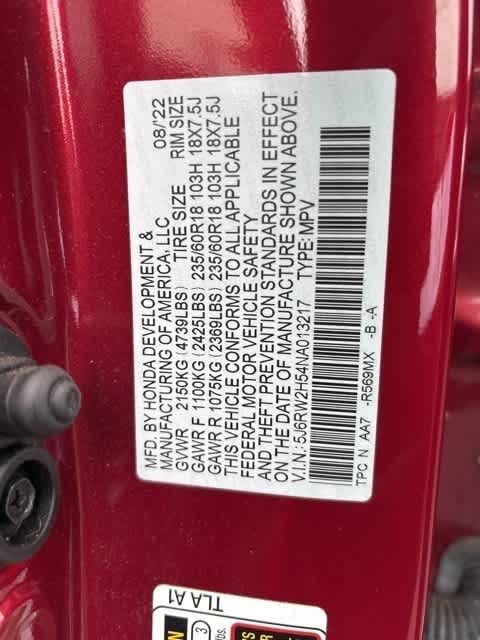 MFD. BY HONDA DEVELOPMENT &
MANUFACTURING OF AMERICA, LLC 08/'22
GVWR 2150KG (4739LBS) TIRE SIZE RIM SIZE
GAWR F 1100KG (2425LBS) 235/60R18 103H 18X7.5J
GAWR R 1075KG (2369LBS) 235/60R18 103H 18X7.5J
THIS VEHICLE CONFORMS TO ALL APPLICABLE
FEDERAL MOTOR VEHICLE SAFETY
AND THEFT PREVENTION STANDARDS IN EFFECT
ON THE DATE OF MANUFACTURE SHOWN ABOVE.
V.I.N.: 5J6RW2H54NA013217 TYPE: MPV
TPC N AA7 -R569MX -B -A
TLA A1
3
lbs.